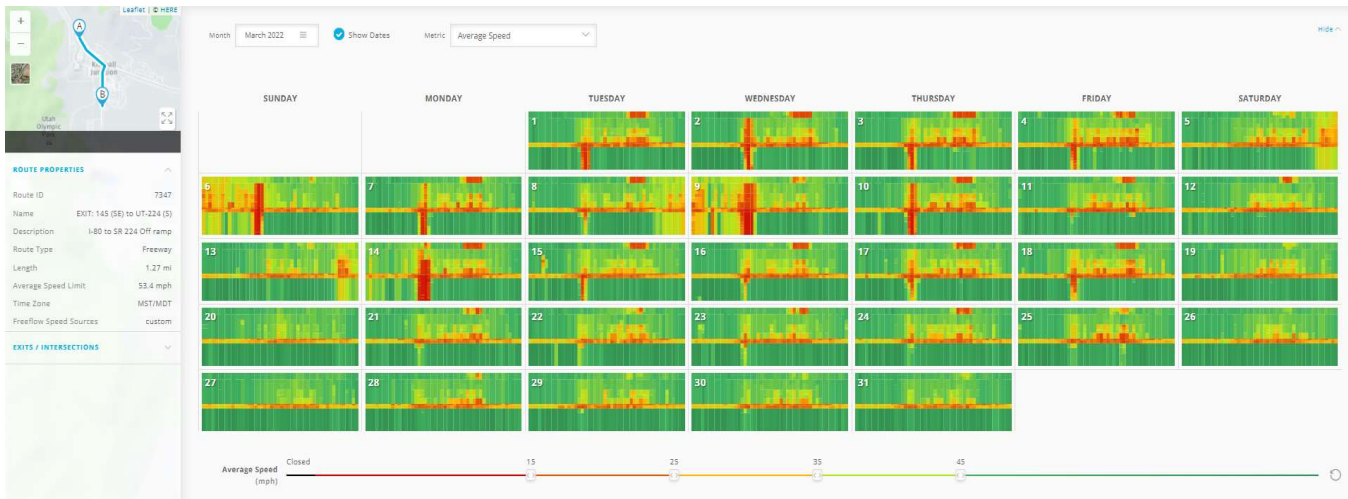 Leaflet | © HERE
+
A
−
B
Utah
Olympic
Month March 2022 Show Dates Metric Average Speed Hide
SUNDAY MONDAY TUESDAY WEDNESDAY THURSDAY FRIDAY SATURDAY
1 2 3 4 5
6 7 8 9 10 11 12
13 14 15 16 17 18 19
20 21 22 23 24 25 26
27 28 29 30 31
ROUTE PROPERTIES
Route ID 7347
Name EXIT: 145 (SE) to UT-224 (S)
Description I-80 to SR 224 Off ramp
Route Type Freeway
Length 1.27 mi
Average Speed Limit 53.4 mph
Time Zone MST/MDT
Freeflow Speed Sources custom
EXITS / INTERSECTIONS
Average Speed
(mph)
Closed 15 25 35 45